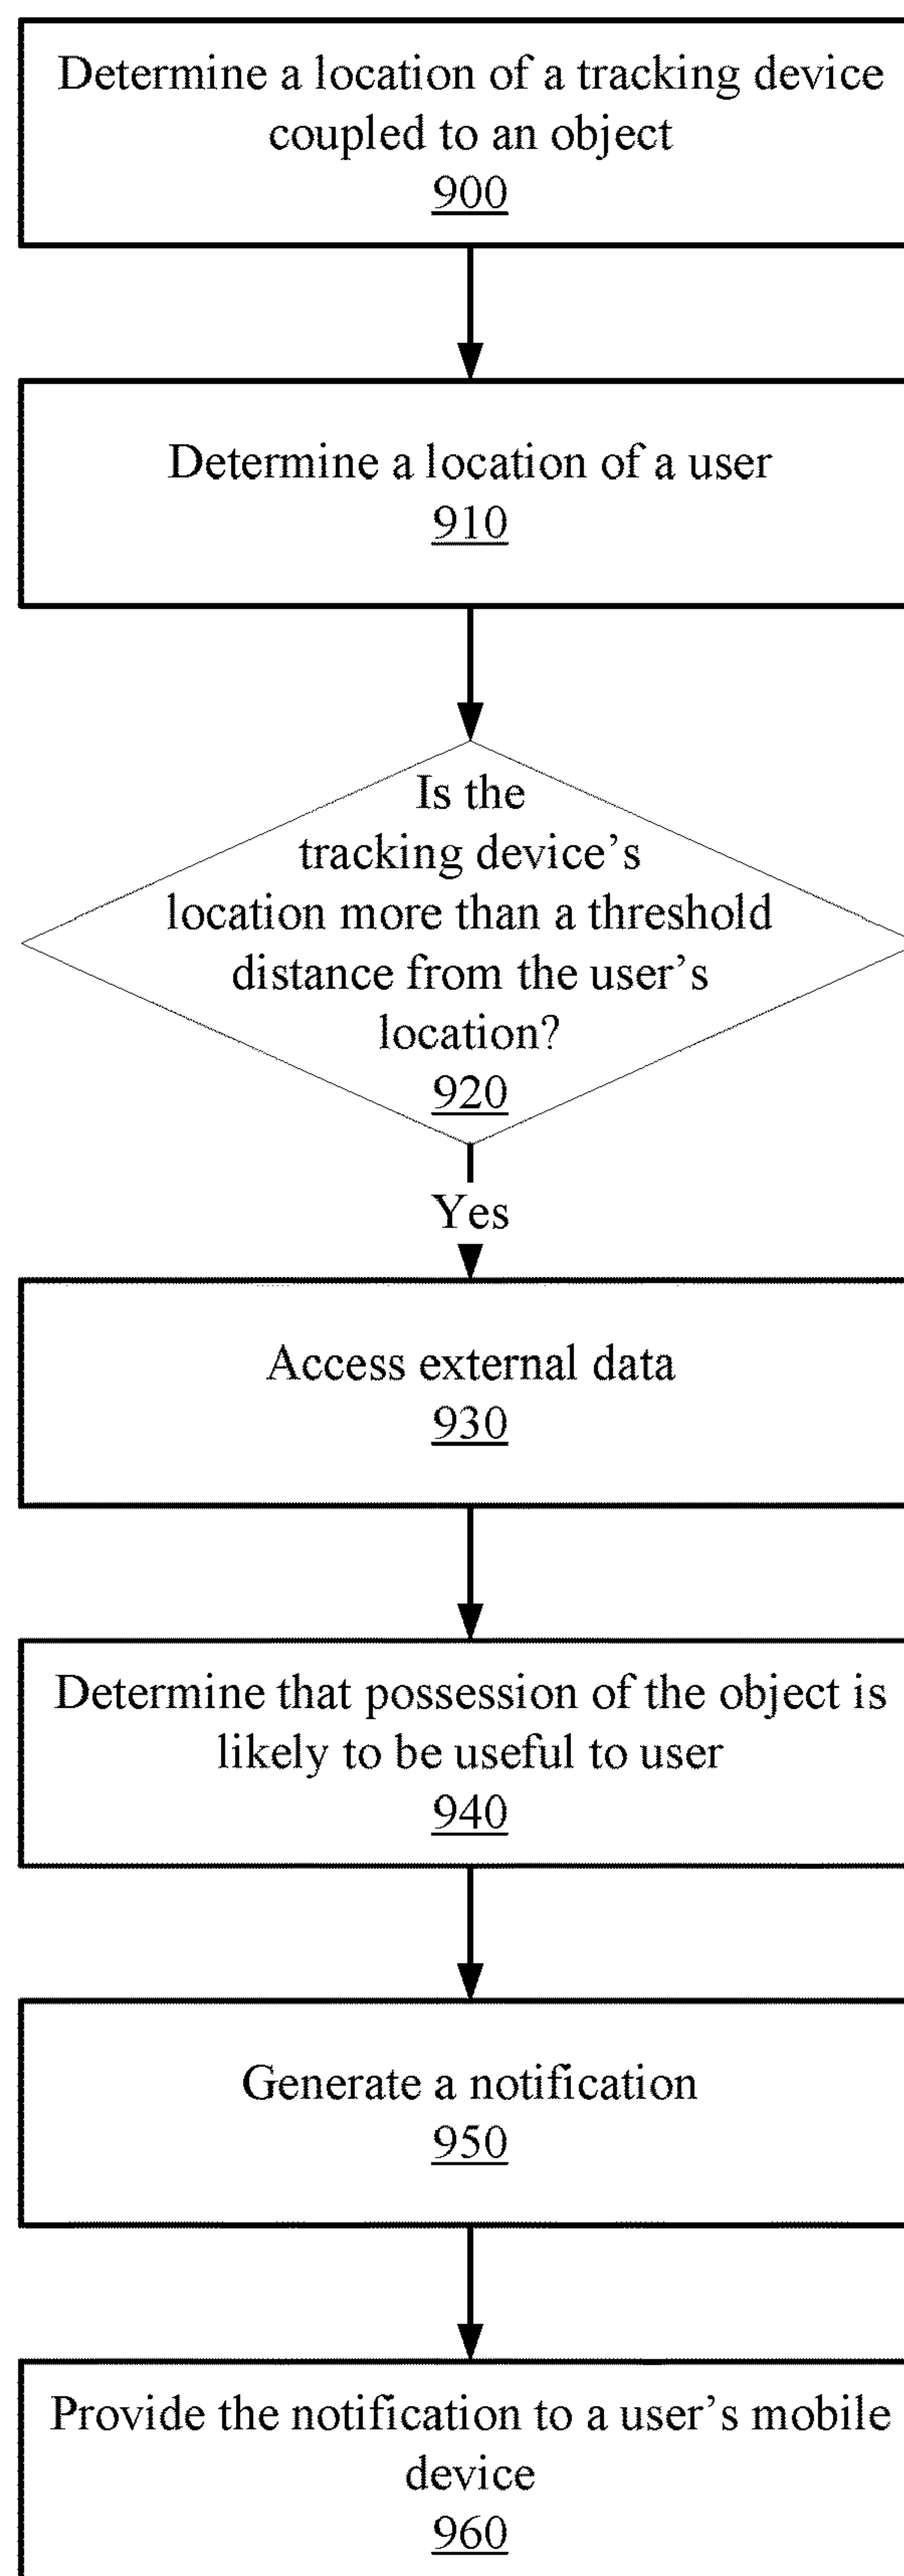 Determine a location of a tracking device
coupled to an object
900
Determine a location of a user
910
Is the
tracking device’s
location more than a threshold
distance from the user’s
location?
920
Yes
Access external data
930
Determine that possession of the object is
likely to be useful to user
940
Generate a notification
950
Provide the notification to a user’s mobile
device
960